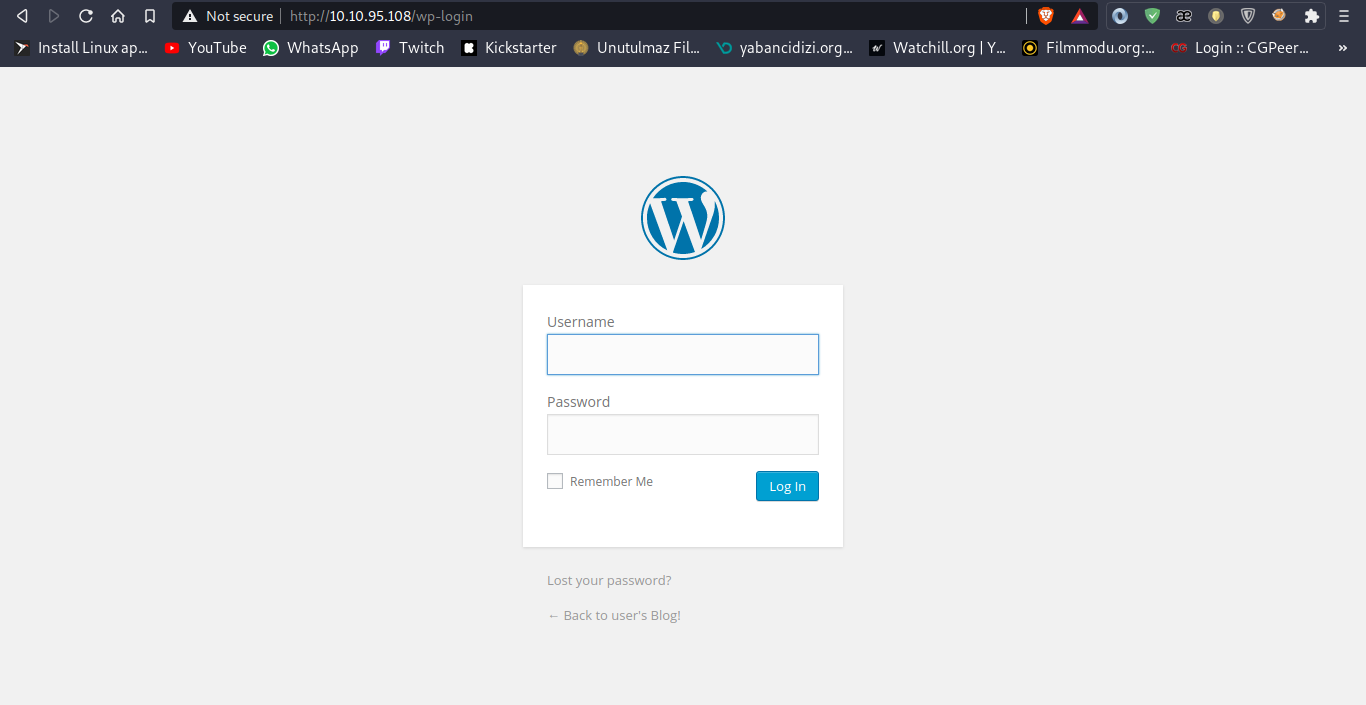 Not secure http://10.10.95.108/wp-login
Install Linux ap... YouTube WhatsApp Twitch Kickstarter Unutulmaz Fil... yabancidizi.org... Watchill.org | Y... Filmmodu.org:... Login :: CGPeer... »
Username
Password
Remember Me Log In
Lost your password?
← Back to user's Blog!